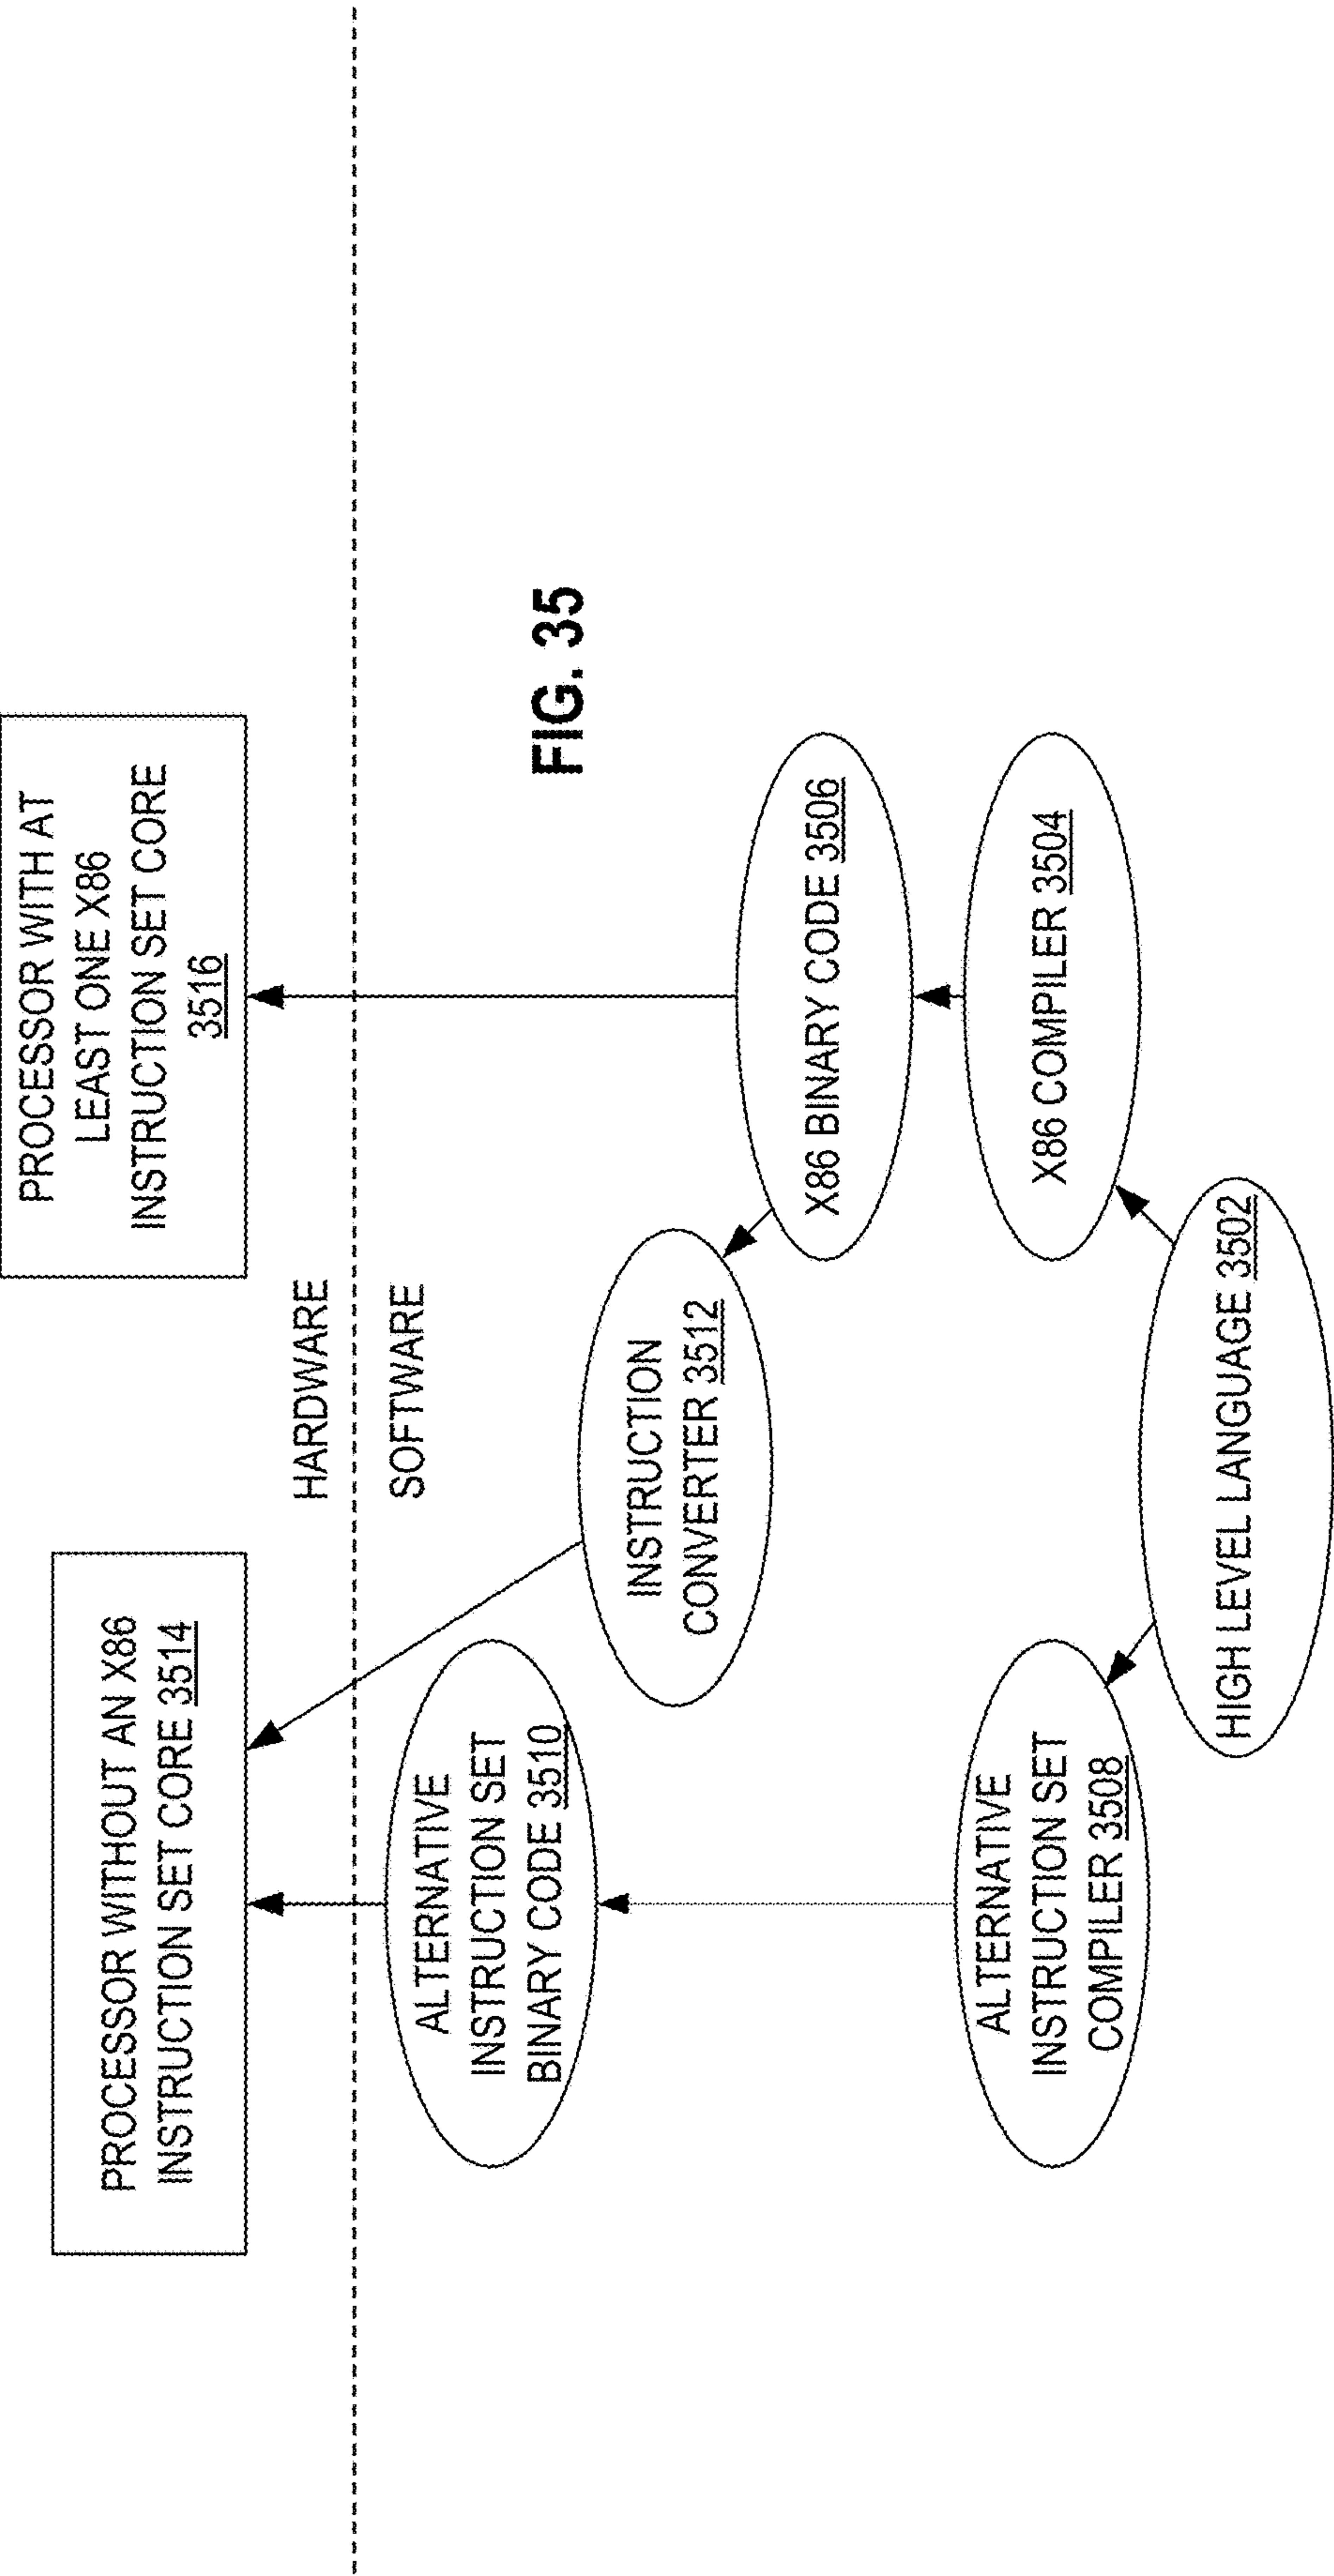 PROCESSOR WITHOUT AN X86
INSTRUCTION SET CORE 3514
PROCESSOR WITH AT
LEAST ONE X86
INSTRUCTION SET CORE
3516
HARDWARE
SOFTWARE
ALTERNATIVE
INSTRUCTION SET
BINARY CODE 3510
INSTRUCTION
CONVERTER 3512
FIG. 35
X86 BINARY CODE 3506
ALTERNATIVE
INSTRUCTION SET
COMPILER 3508
X86 COMPILER 3504
HIGH LEVEL LANGUAGE 3502